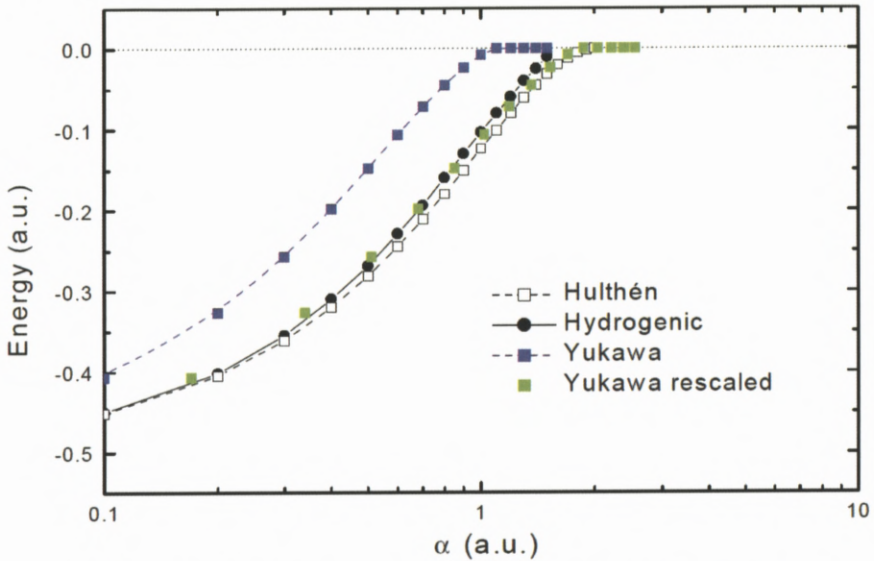 0.0
-0.1
-0.2
-0.3
-0.4
-0.5
Energy (a.u.)
Hulthén
Hydrogenic
Yukawa
Yukawa rescaled
0.1
1
10
α (a.u.)